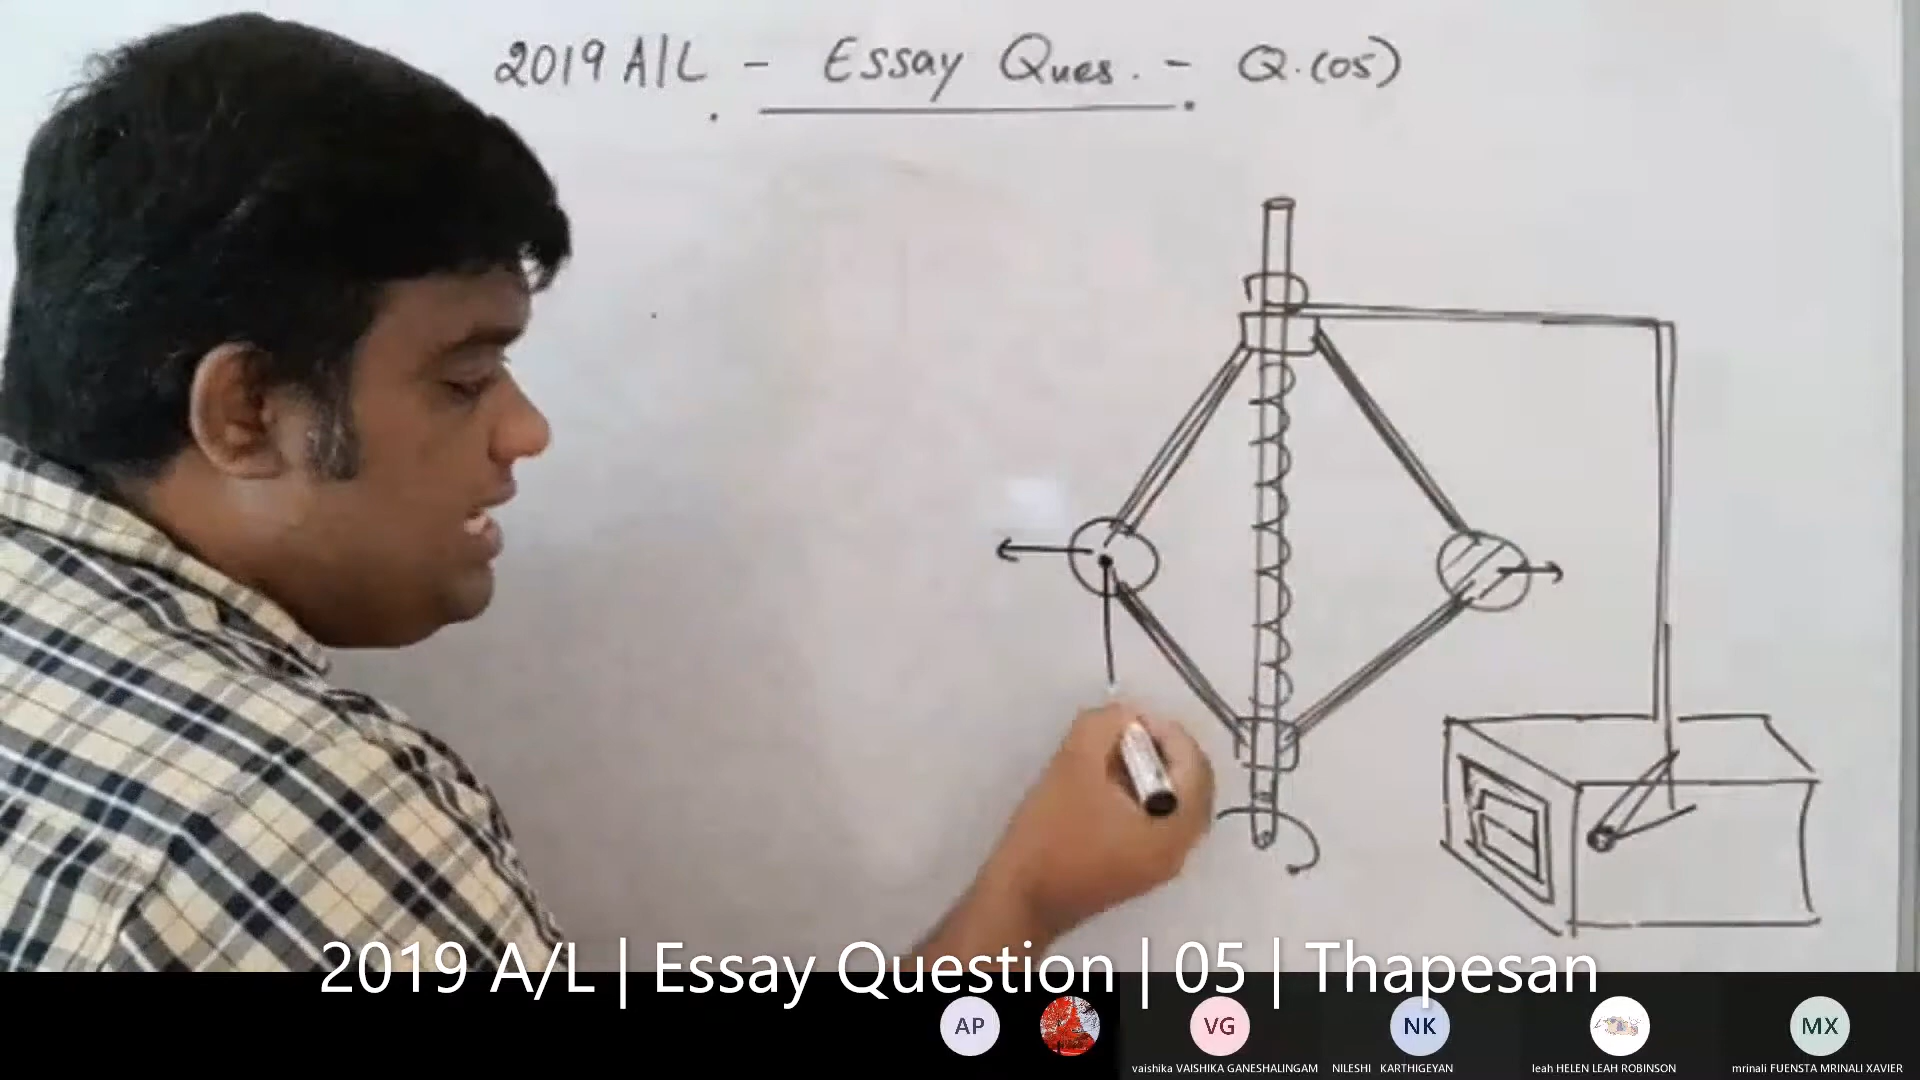 2019 A/L - Essay Ques. - Q.(05)
2019 A/L | Essay Question | 05 | Thapesan
AP
VG
NK
MX
vaishika VAISHIKA GANESHALINGAM
NILESHI KARTHIGEYAN
leah HELEN LEAH ROBINSON
mrinali FUENSTA MRINALI XAVIER